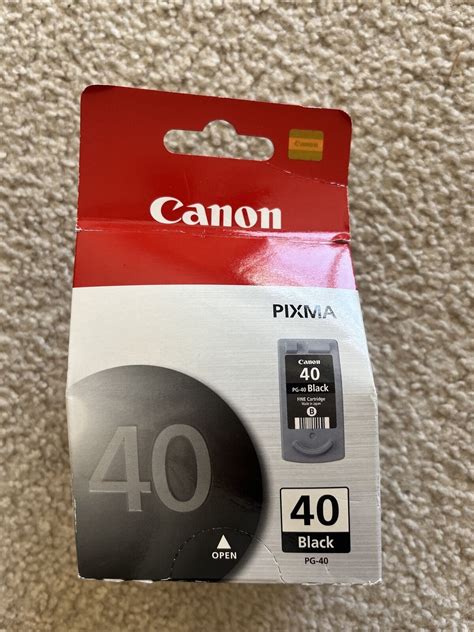 Canon
Canon
PIXMA
Canon
40
PG-40 Black
FINE Cartridge
Made in Japan
B
40
40
Black
OPEN
PG-40